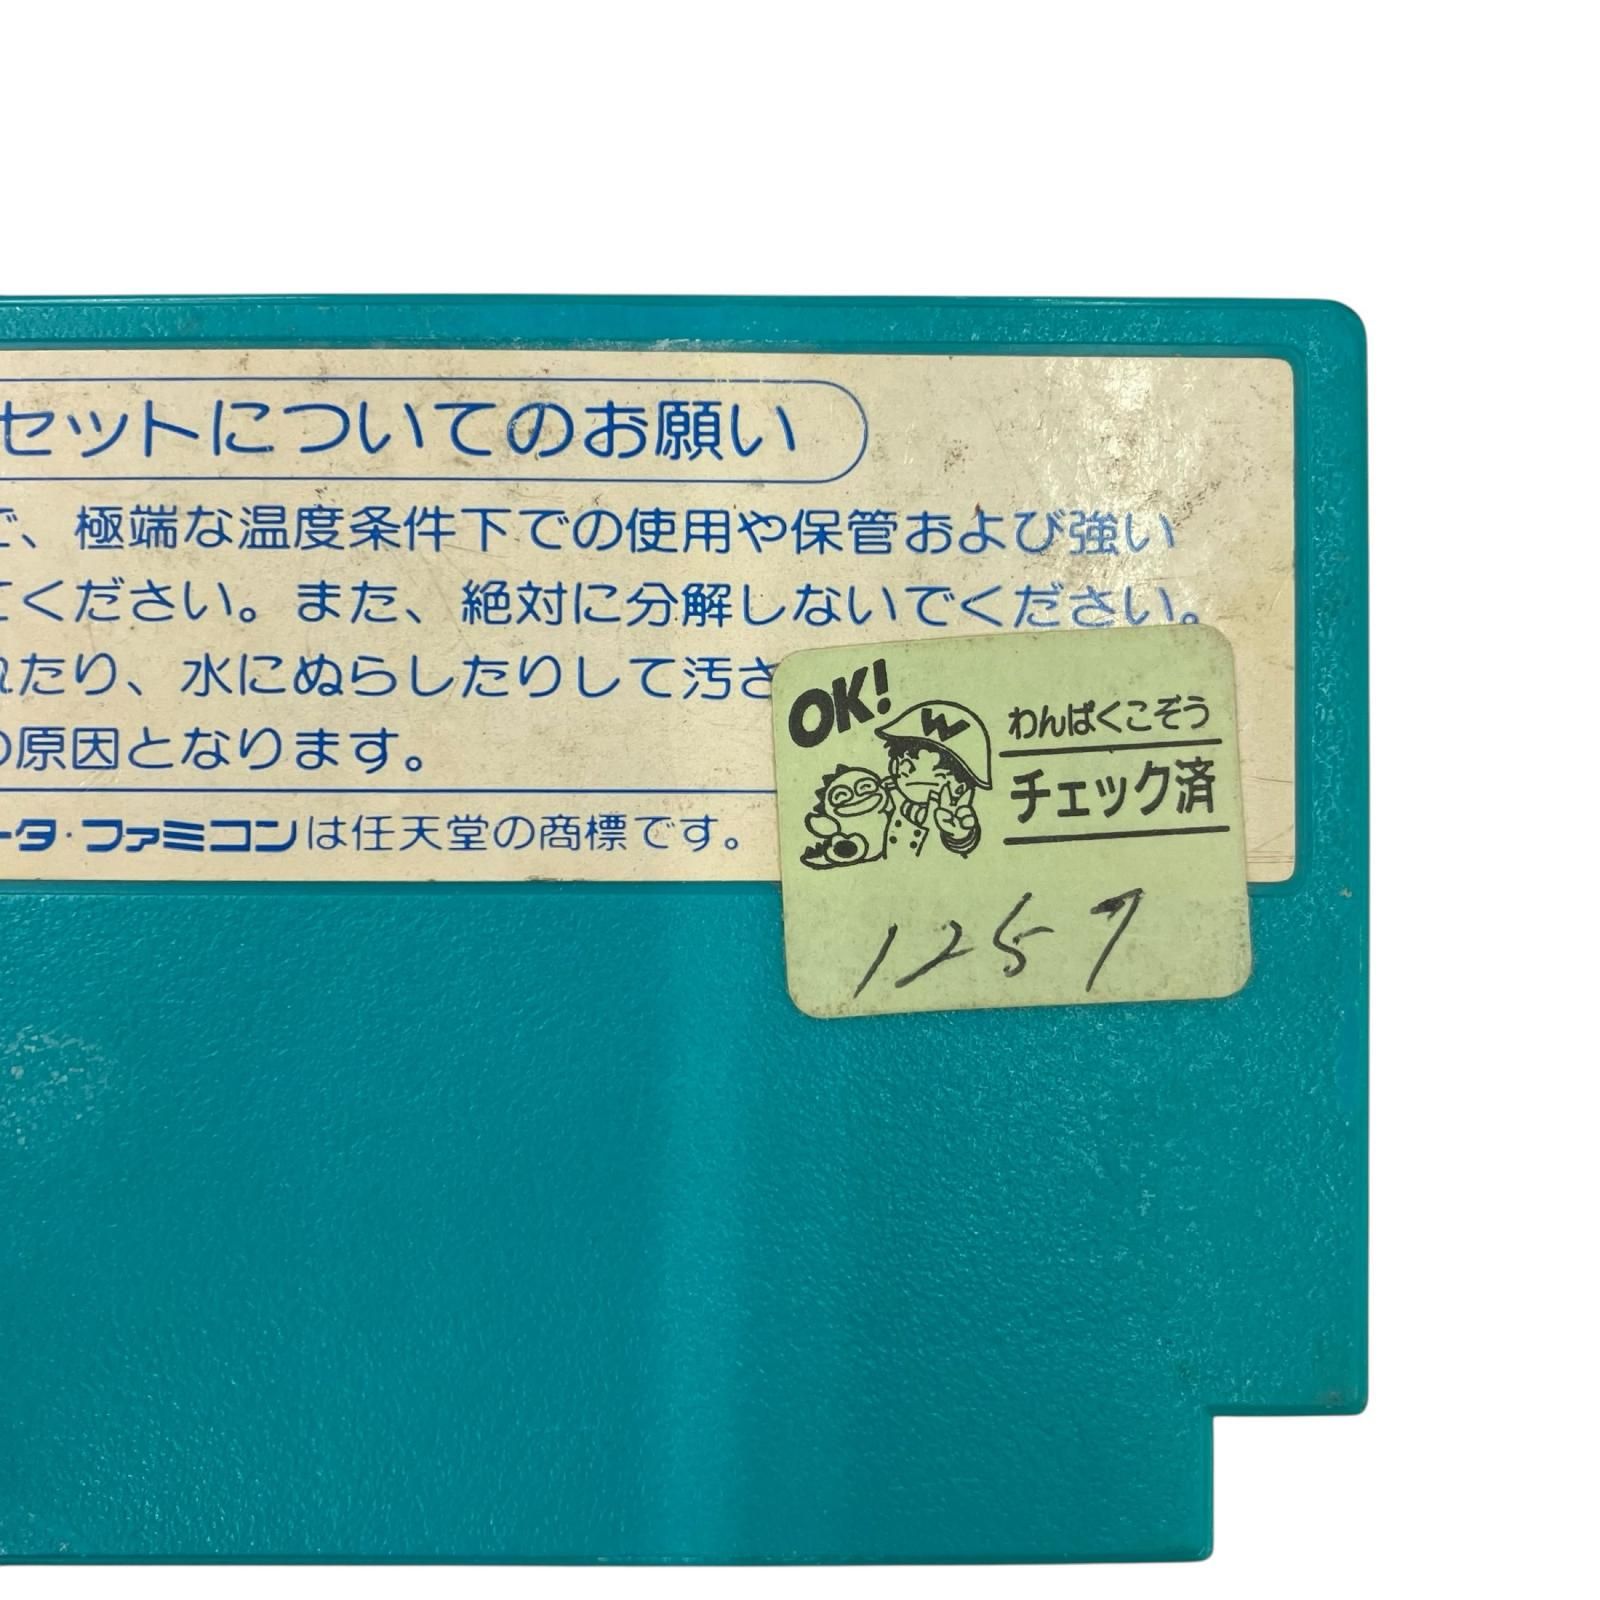 セットについてのお願い
、極端な温度条件下での使用や保管および強い
ください。また、絶対に分解しないでください。
たり、水にぬらしたりして汚さ
原因となります。
ータ・ファミコンは任天堂の商標です。
OK!
W
わんぱくこぞう
チェック済
1257